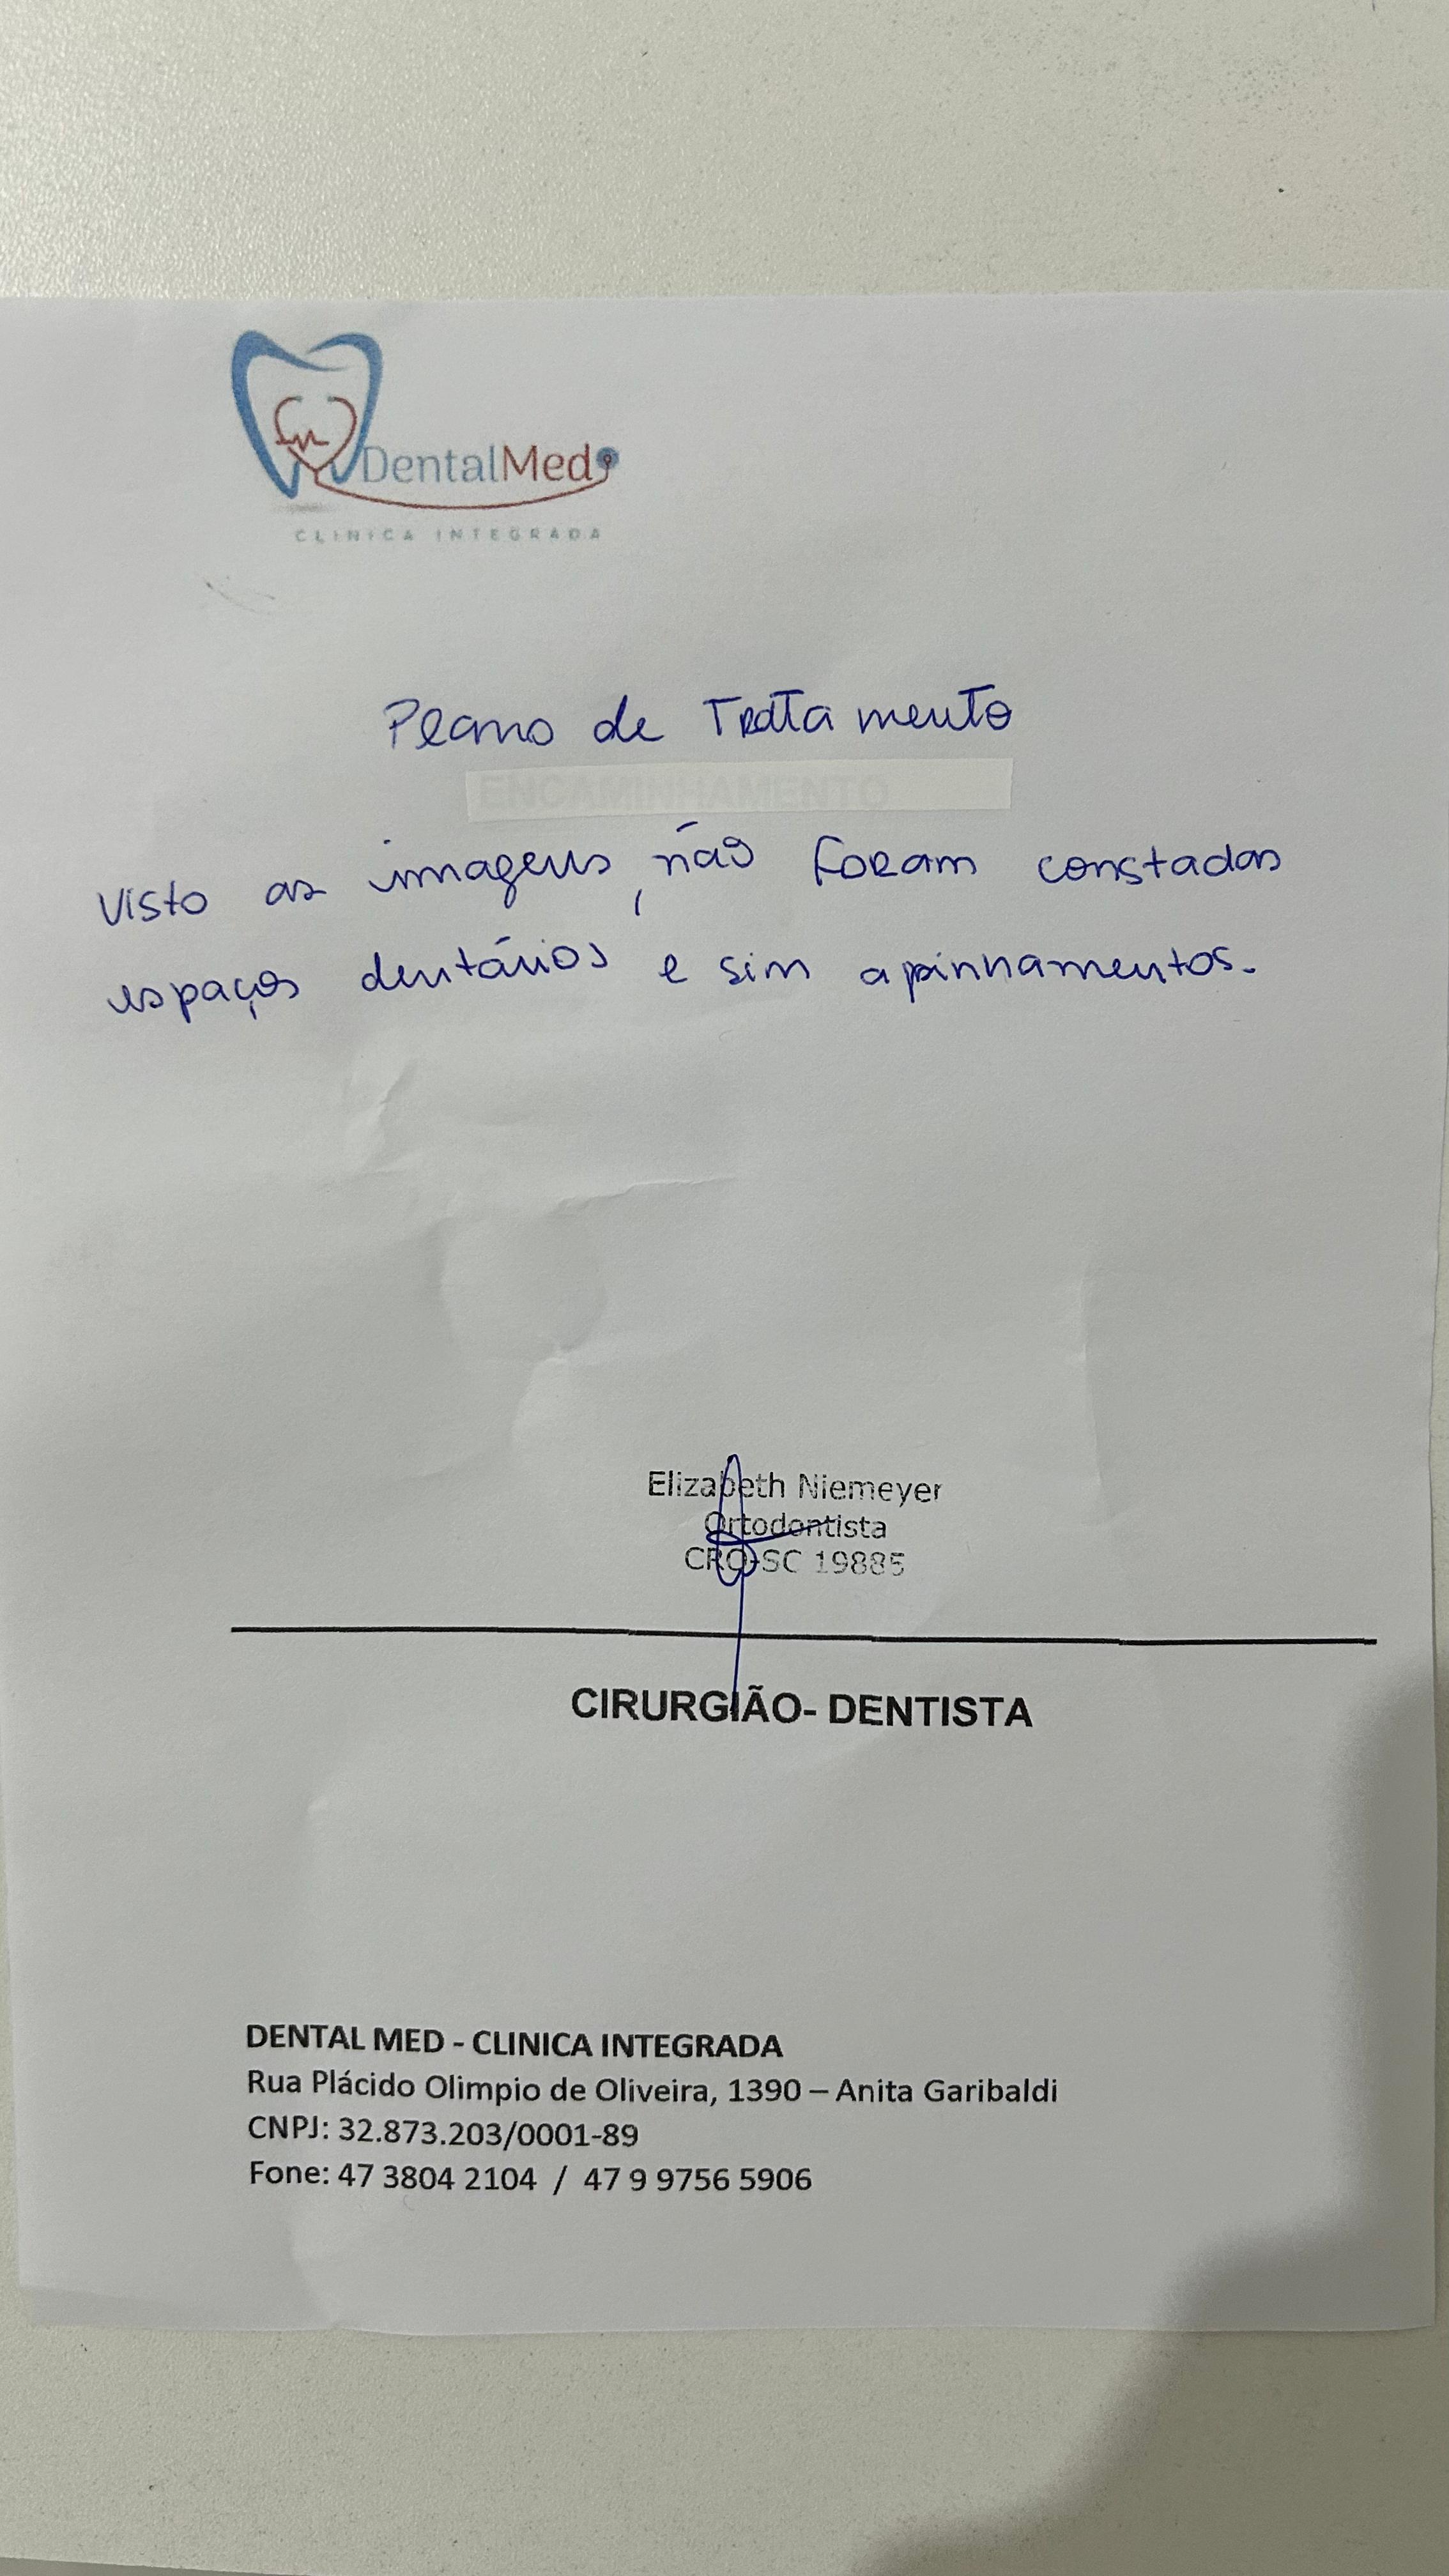 DentalMed
CLINICA INTEGRADA
Plano de Tratamento
ENCAMINHAMENTO
Visto as imagens, não foram constadas
espaços dentários e sim apinhamentos.
Elizabeth Niemeyer
Ortodontista
CRO-SC 19885
CIRURGIÃO- DENTISTA
DENTAL MED - CLINICA INTEGRADA
Rua Plácido Olimpio de Oliveira, 1390 – Anita Garibaldi
CNPJ: 32.873.203/0001-89
Fone: 47 3804 2104 / 47 9 9756 5906